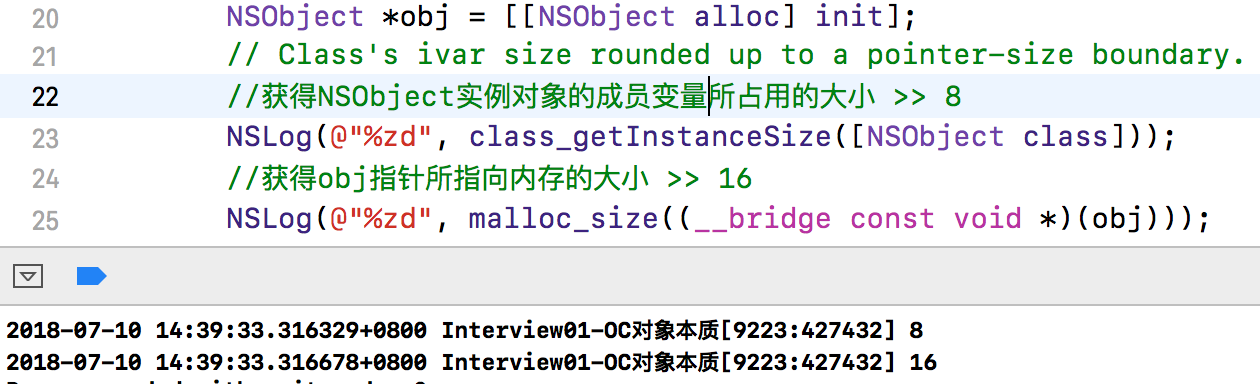 20 NSObject *obj = [[NSObject alloc] init];
21 // Class's ivar size rounded up to a pointer-size boundary.
22 //获得NSObject实例对象的成员变量所占用的大小 >> 8
23 NSLog(@"%zd", class_getInstanceSize([NSObject class]));
24 //获得obj指针所指向内存的大小 >> 16
25 NSLog(@"%zd", malloc_size((__bridge const void *)(obj)));
2018-07-10 14:39:33.316329+0800 Interview01-OC对象本质[9223:427432] 8
2018-07-10 14:39:33.316678+0800 Interview01-OC对象本质[9223:427432] 16